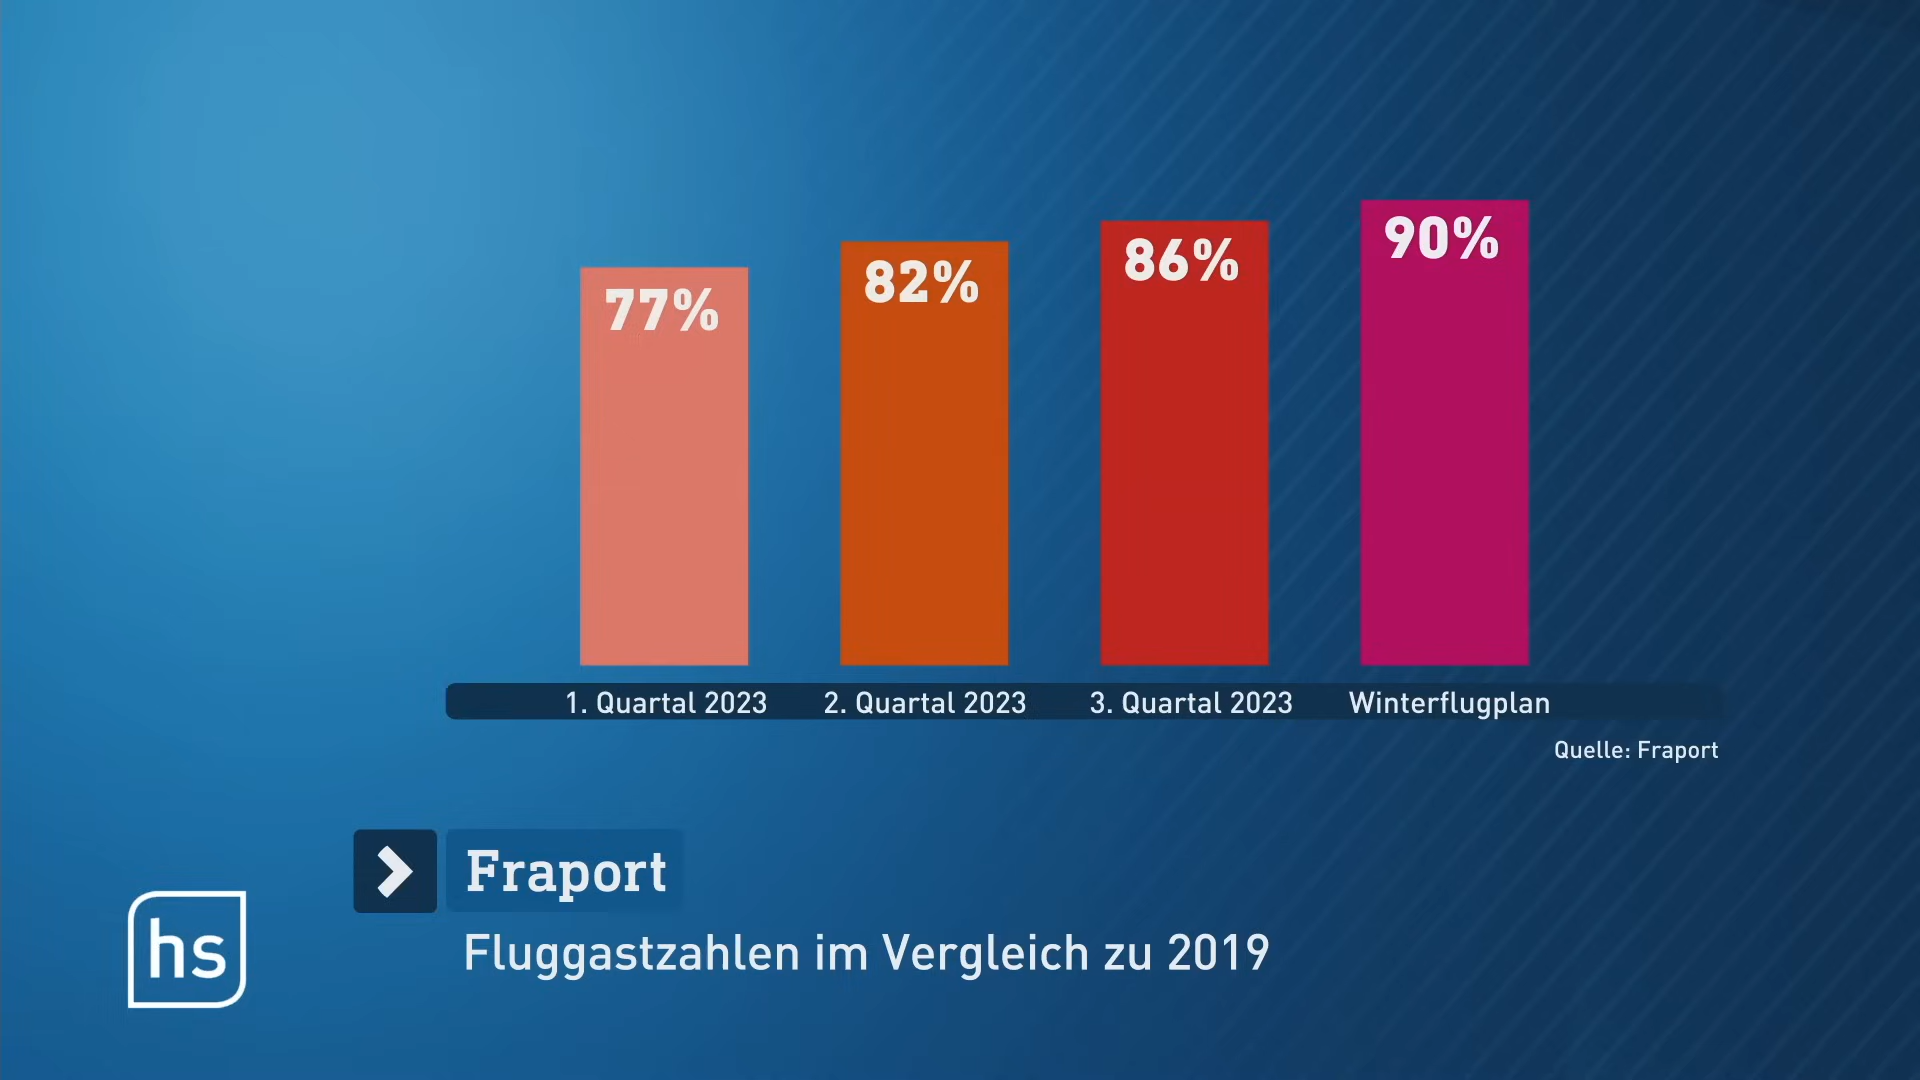 77%
82%
86%
90%
1. Quartal 2023
2. Quartal 2023
3. Quartal 2023
Winterflugplan
Quelle: Fraport
Fraport
Fluggastzahlen im Vergleich zu 2019
hs